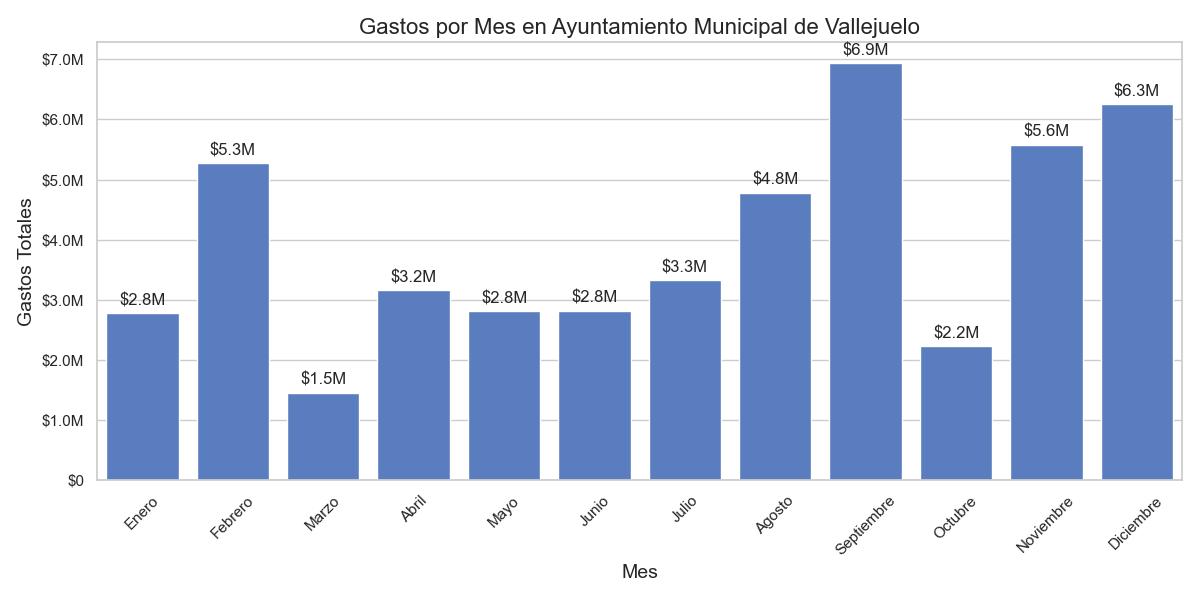 Gastos por Mes en Ayuntamiento Municipal de Vallejuelo
Gastos Totales
$7.0M
$6.0M
$5.0M
$4.0M
$3.0M
$2.0M
$1.0M
$0
$2.8M
$5.3M
$1.5M
$3.2M
$2.8M
$2.8M
$3.3M
$4.8M
$6.9M
$2.2M
$5.6M
$6.3M
Enero
Febrero
Marzo
Abril
Mayo
Junio
Julio
Agosto
Septiembre
Octubre
Noviembre
Diciembre
Mes